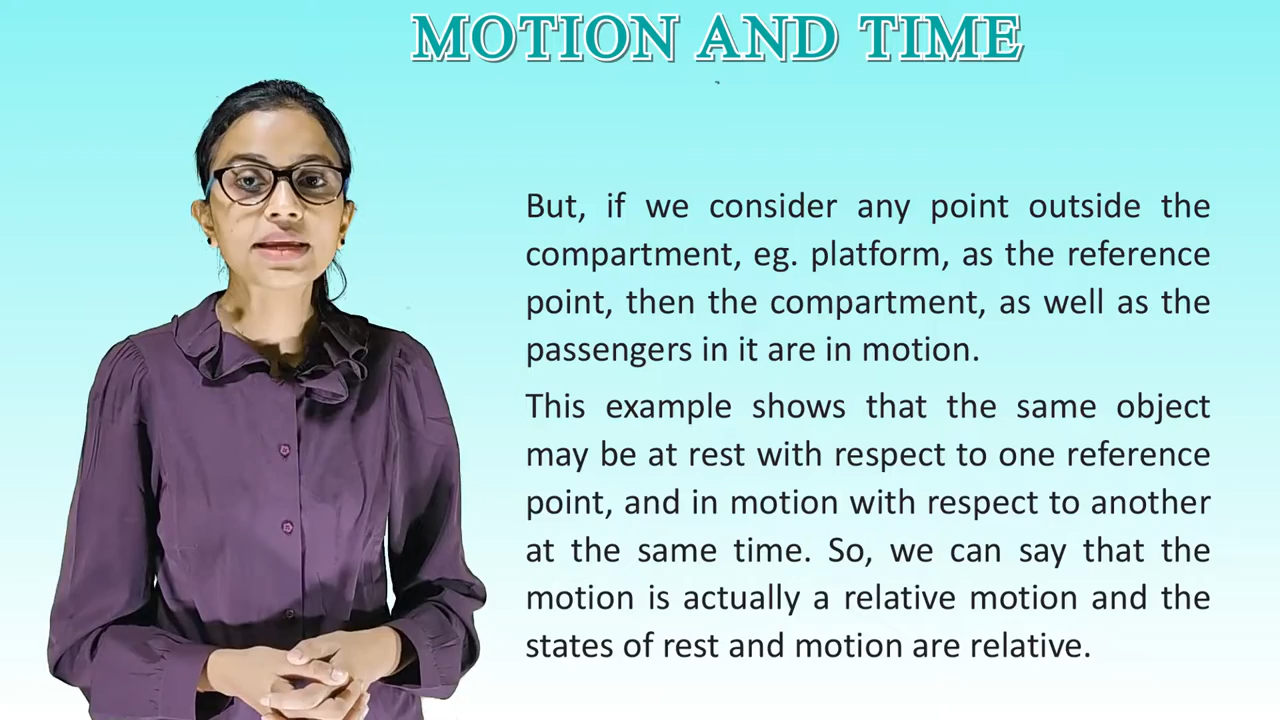 MOTION AND TIME
But, if we consider any point outside the
compartment, eg. platform, as the reference
point, then the compartment, as well as the
passengers in it are in motion.
This example shows that the same object
may be at rest with respect to one reference
point, and in motion with respect to another
at the same time. So, we can say that the
motion is actually a relative motion and the
states of rest and motion are relative.